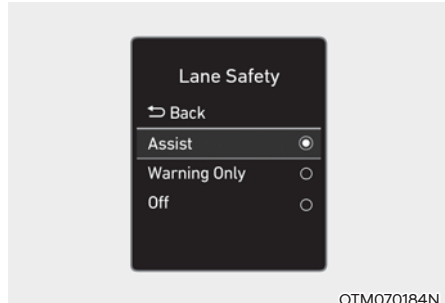 Lane Safety
Back
Assist
Warning Only
Off
OTM070184N